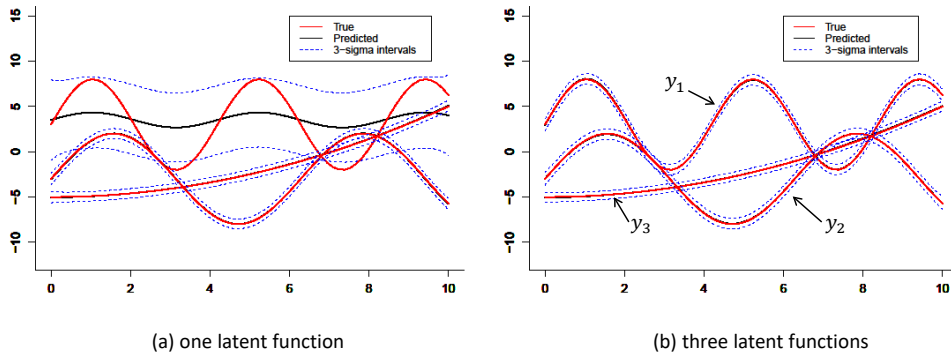 15
10
5
0
-5
-10
0 2 4 6 8 10
True
Predicted
3-sigma intervals
(a) one latent function
15
10
5
0
-5
-10
0 2 4 6 8 10
True
Predicted
3-sigma intervals
y₁
y₃
y₂
(b) three latent functions